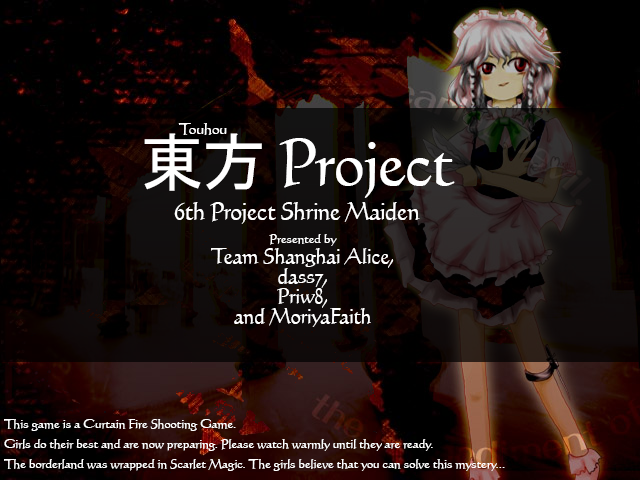 Touhou
東方 Project
6th Project Shrine Maiden
Presented by
Team Shanghai Alice,
dass7,
Priw8,
and MoriyaFaith
This game is a Curtain Fire Shooting Game.
Girls do their best and are now preparing. Please watch warmly until they are ready.
The borderland was wrapped in Scarlet Magic. The girls believe that you can solve this mystery...